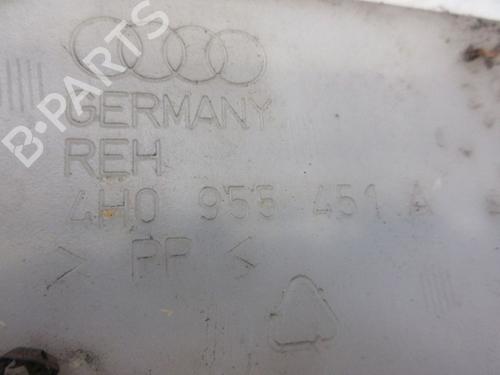 B-PARTS
GERMANY
REH
4H0 955 451 A
> PP <